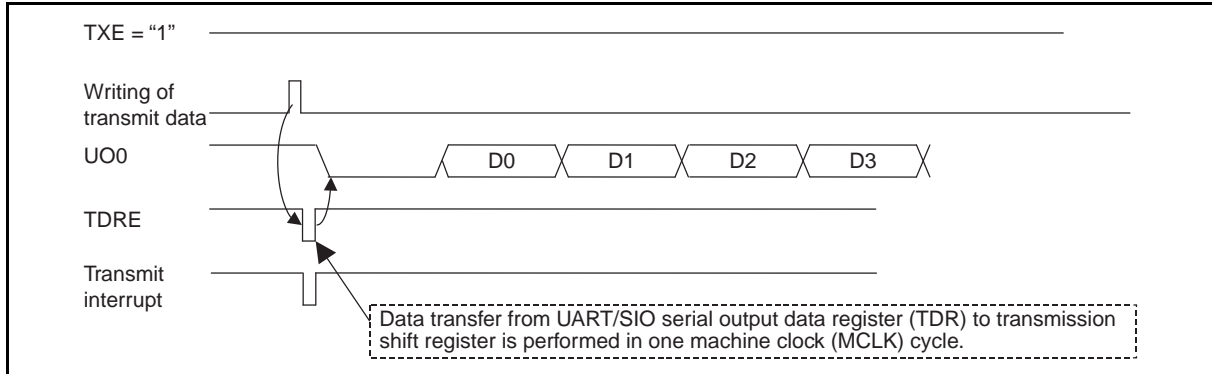 TXE = “1”
Writing of
transmit data
UO0
D0 D1 D2 D3
TDRE
Transmit
interrupt
Data transfer from UART/SIO serial output data register (TDR) to transmission
shift register is performed in one machine clock (MCLK) cycle.